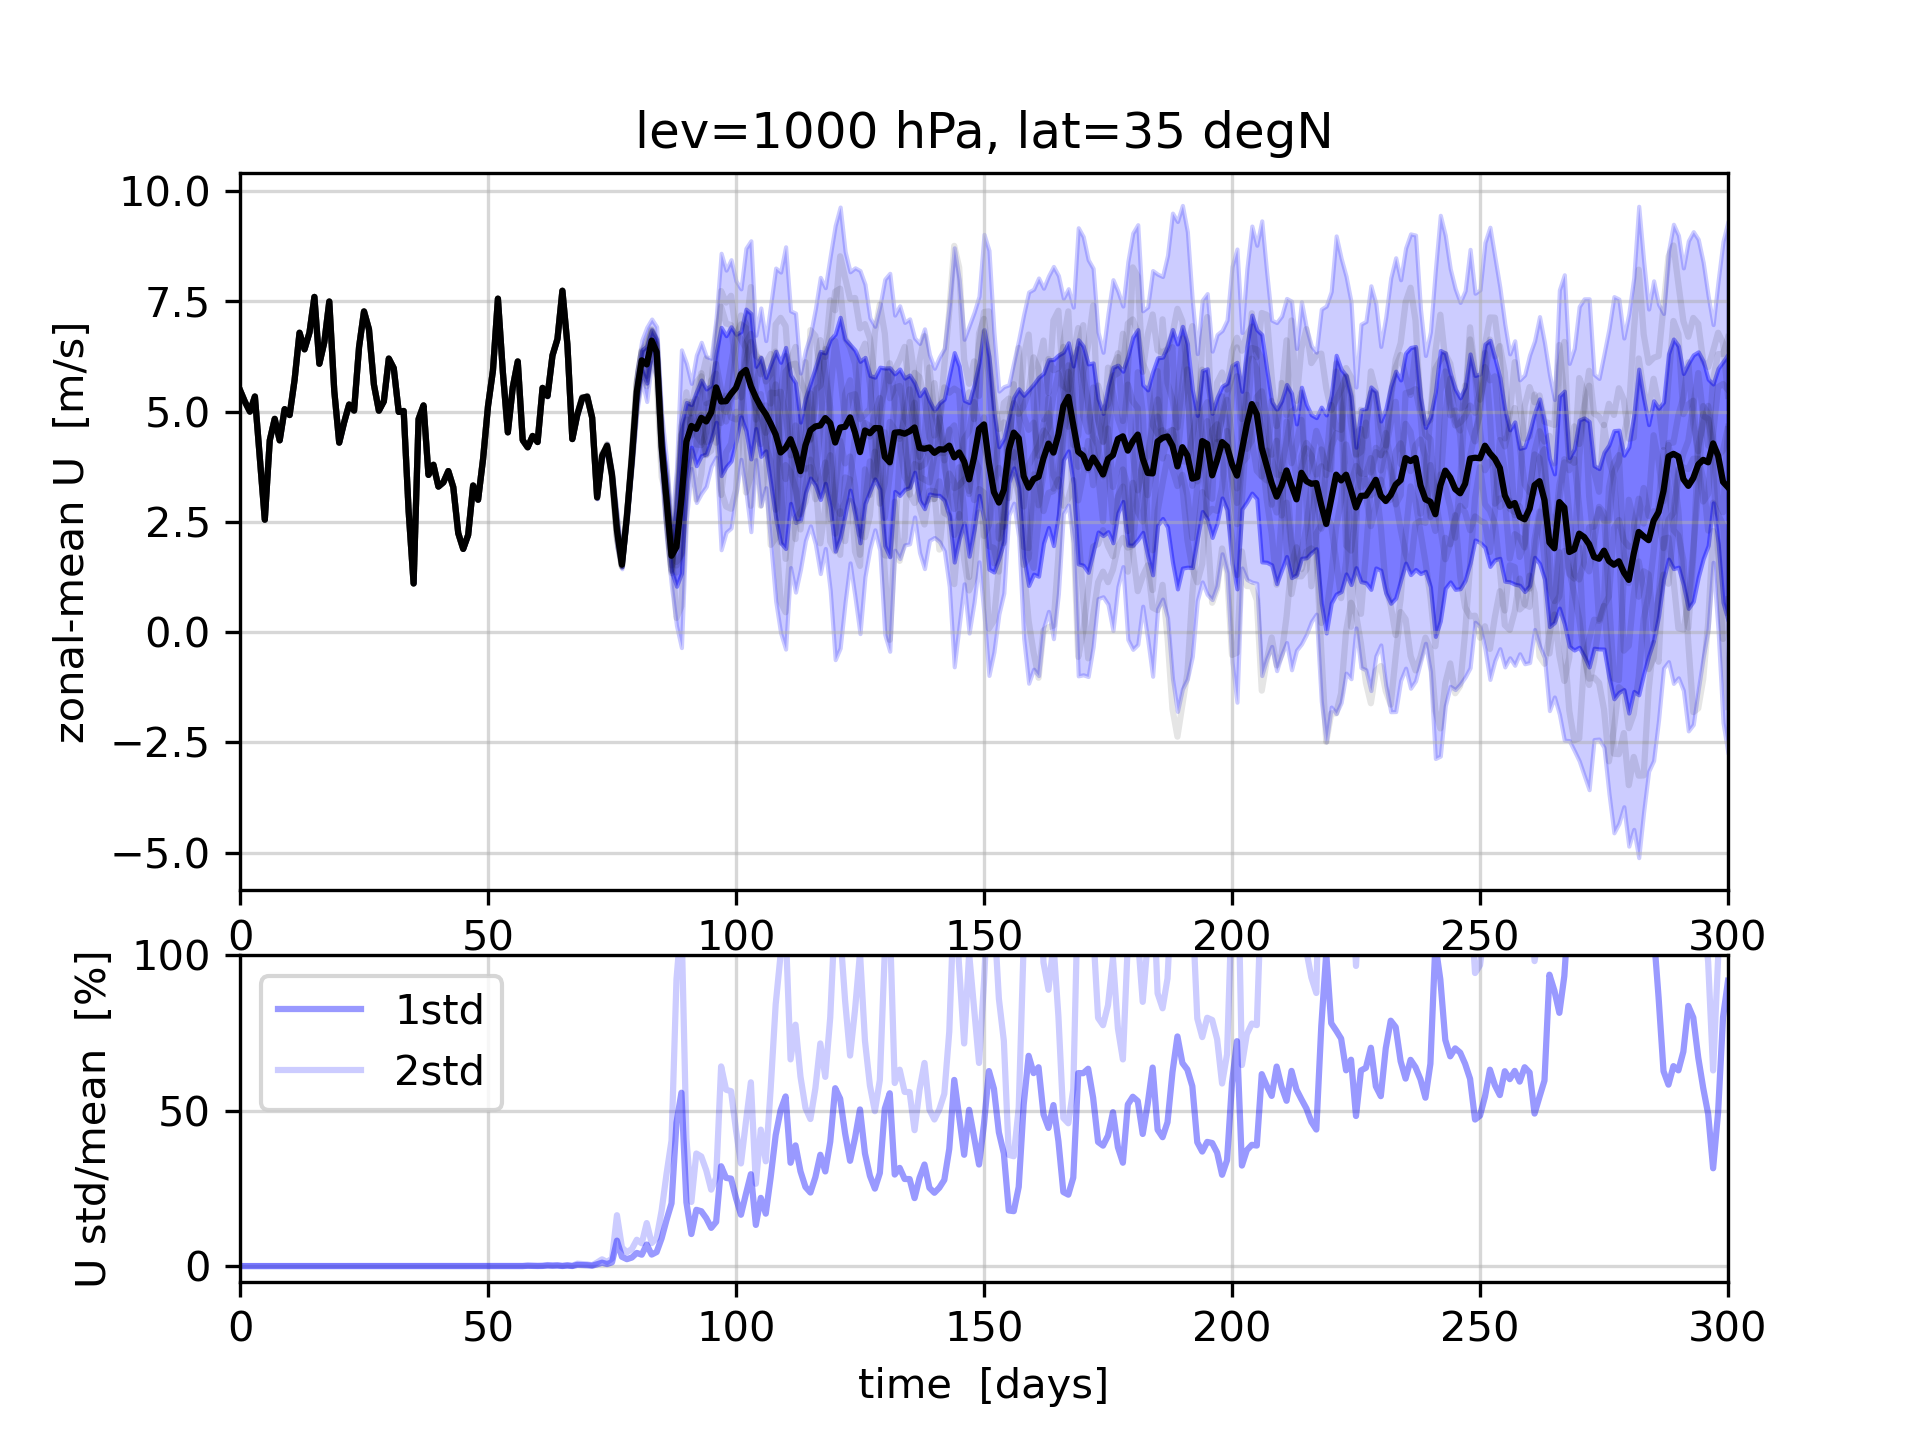 lev=1000 hPa, lat=35 degN
zonal-mean U [m/s]
10.0
7.5
5.0
2.5
0.0
−2.5
−5.0
0 50 100 150 200 250 300
U std/mean [%]
100
50
0
1std
2std
0 50 100 150 200 250 300
time [days]